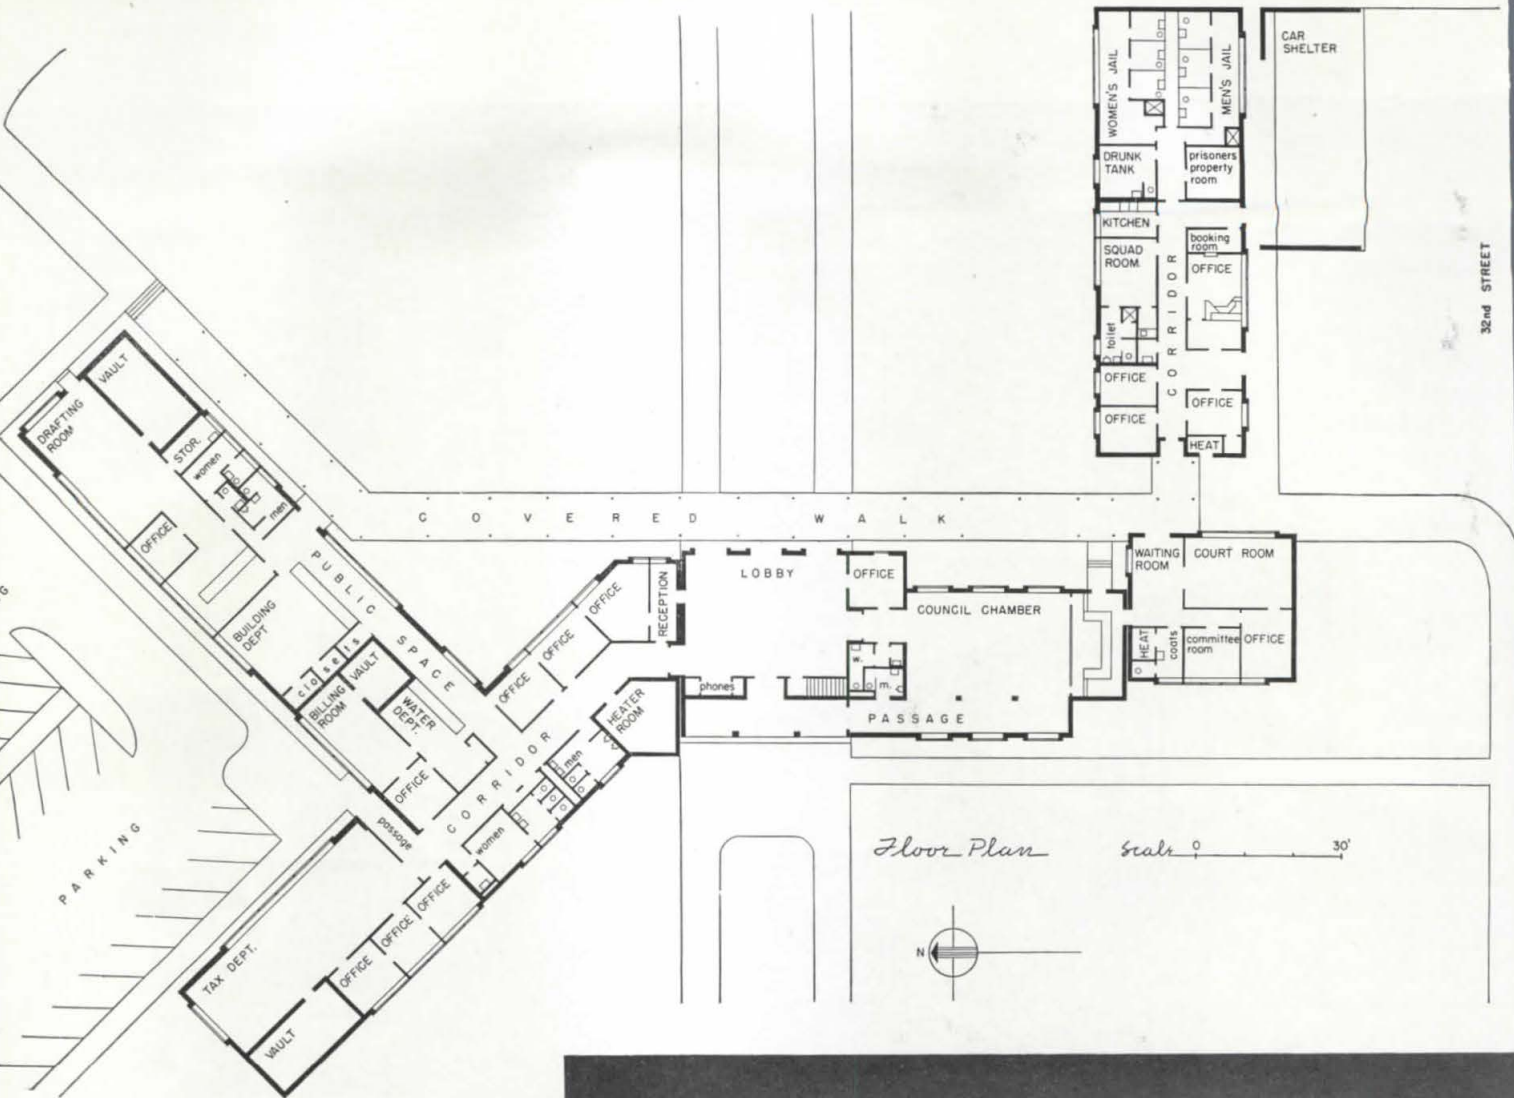 CAR
SHELTER
WOMEN'S JAIL
MEN'S JAIL
DRUNK
TANK
prisoners
property
room
KITCHEN
booking
room
SQUAD
ROOM
OFFICE
CORRIDOR
toilet
OFFICE
OFFICE
OFFICE
HEAT
32nd STREET
VAULT
DRAFTING
ROOM
STOR.
women
men
OFFICE
PUBLIC SPACE
BUILDING
DEPT
closets
VAULT
BILLING
ROOM
WATER
DEPT.
OFFICE
CORRIDOR
passage
COVERED WALK
OFFICE
OFFICE
OFFICE
RECEPTION
LOBBY
OFFICE
COUNCIL CHAMBER
WAITING
ROOM
COURT ROOM
HEAT
coats
committee
room
OFFICE
w.
m.
phones
PASSAGE
HEATER
ROOM
men
women
OFFICE
OFFICE
OFFICE
TAX DEPT.
VAULT
G
PARKING
Floor Plan
Scale 0 30'
N